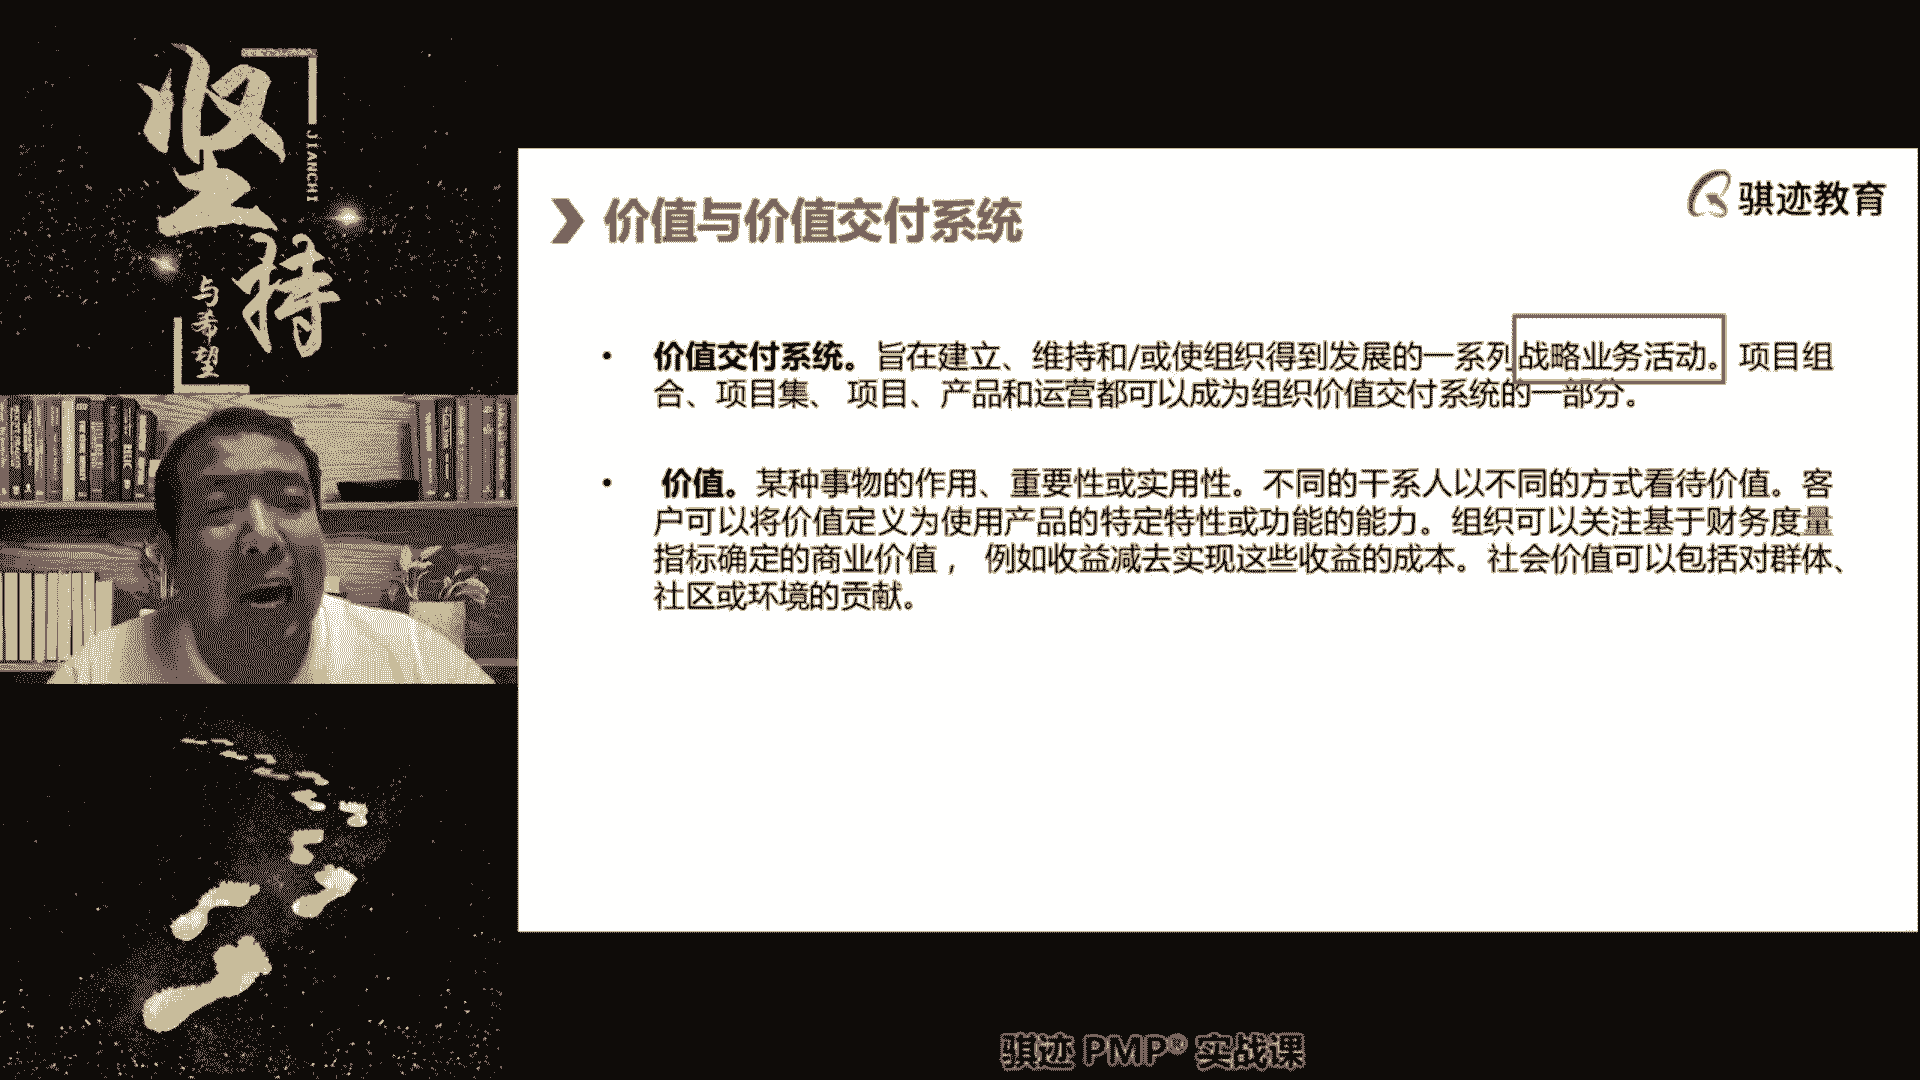 坚持
JIANCHI
与希望
骐迹教育
价值与价值交付系统
• 价值交付系统。旨在建立、维持和/或使组织得到发展的一系列战略业务活动。项目组
合、项目集、 项目、产品和运营都可以成为组织价值交付系统的一部分。
• 价值。某种事物的作用、重要性或实用性。不同的干系人以不同的方式看待价值。客
户可以将价值定义为使用产品的特定特性或功能的能力。组织可以关注基于财务度量
指标确定的商业价值， 例如收益减去实现这些收益的成本。社会价值可以包括对群体、
社区或环境的贡献。
骐迹 PMP® 实战课